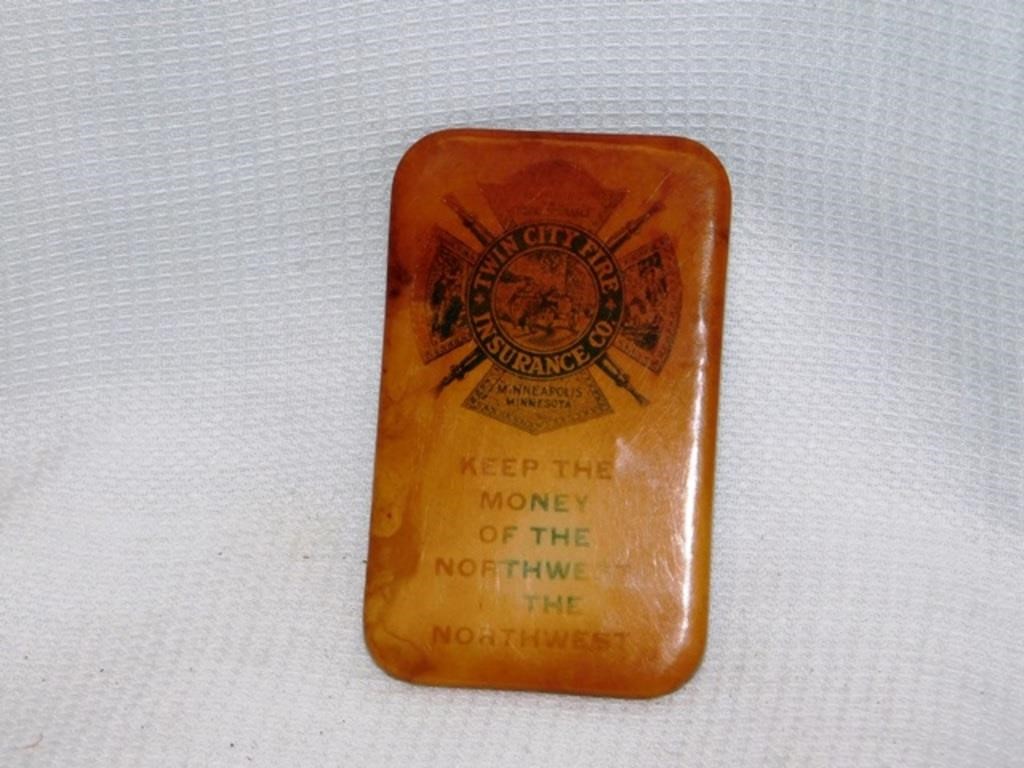 TWIN CITY FIRE
INSURANCE CO.
MINNEAPOLIS
MINNESOTA
KEEP THE
MONEY
OF THE
NORTHWEST
THE
NORTHWEST